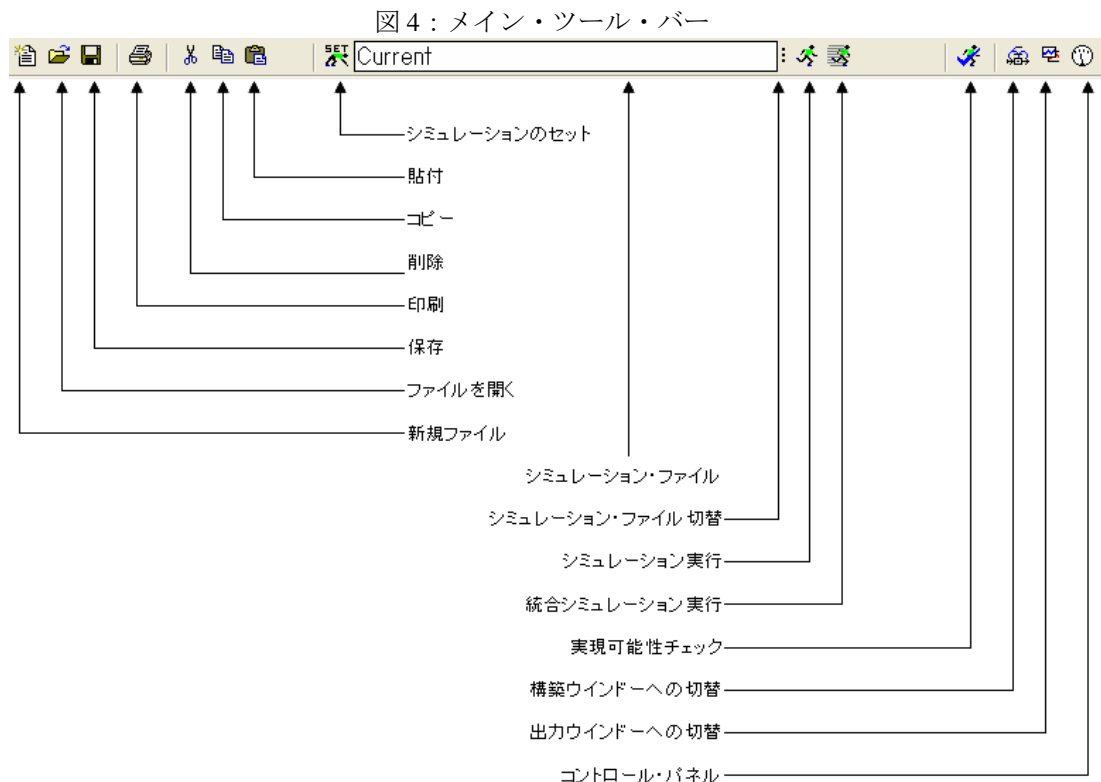 図4：メイン・ツール・バー
SET Current
シミュレーションのセット
貼付
コピー
削除
印刷
保存
ファイルを開く
新規ファイル
シミュレーション・ファイル
シミュレーション・ファイル切替
シミュレーション実行
統合シミュレーション実行
実現可能性チェック
構築ウインドーへの切替
出力ウインドーへの切替
コントロール・パネル